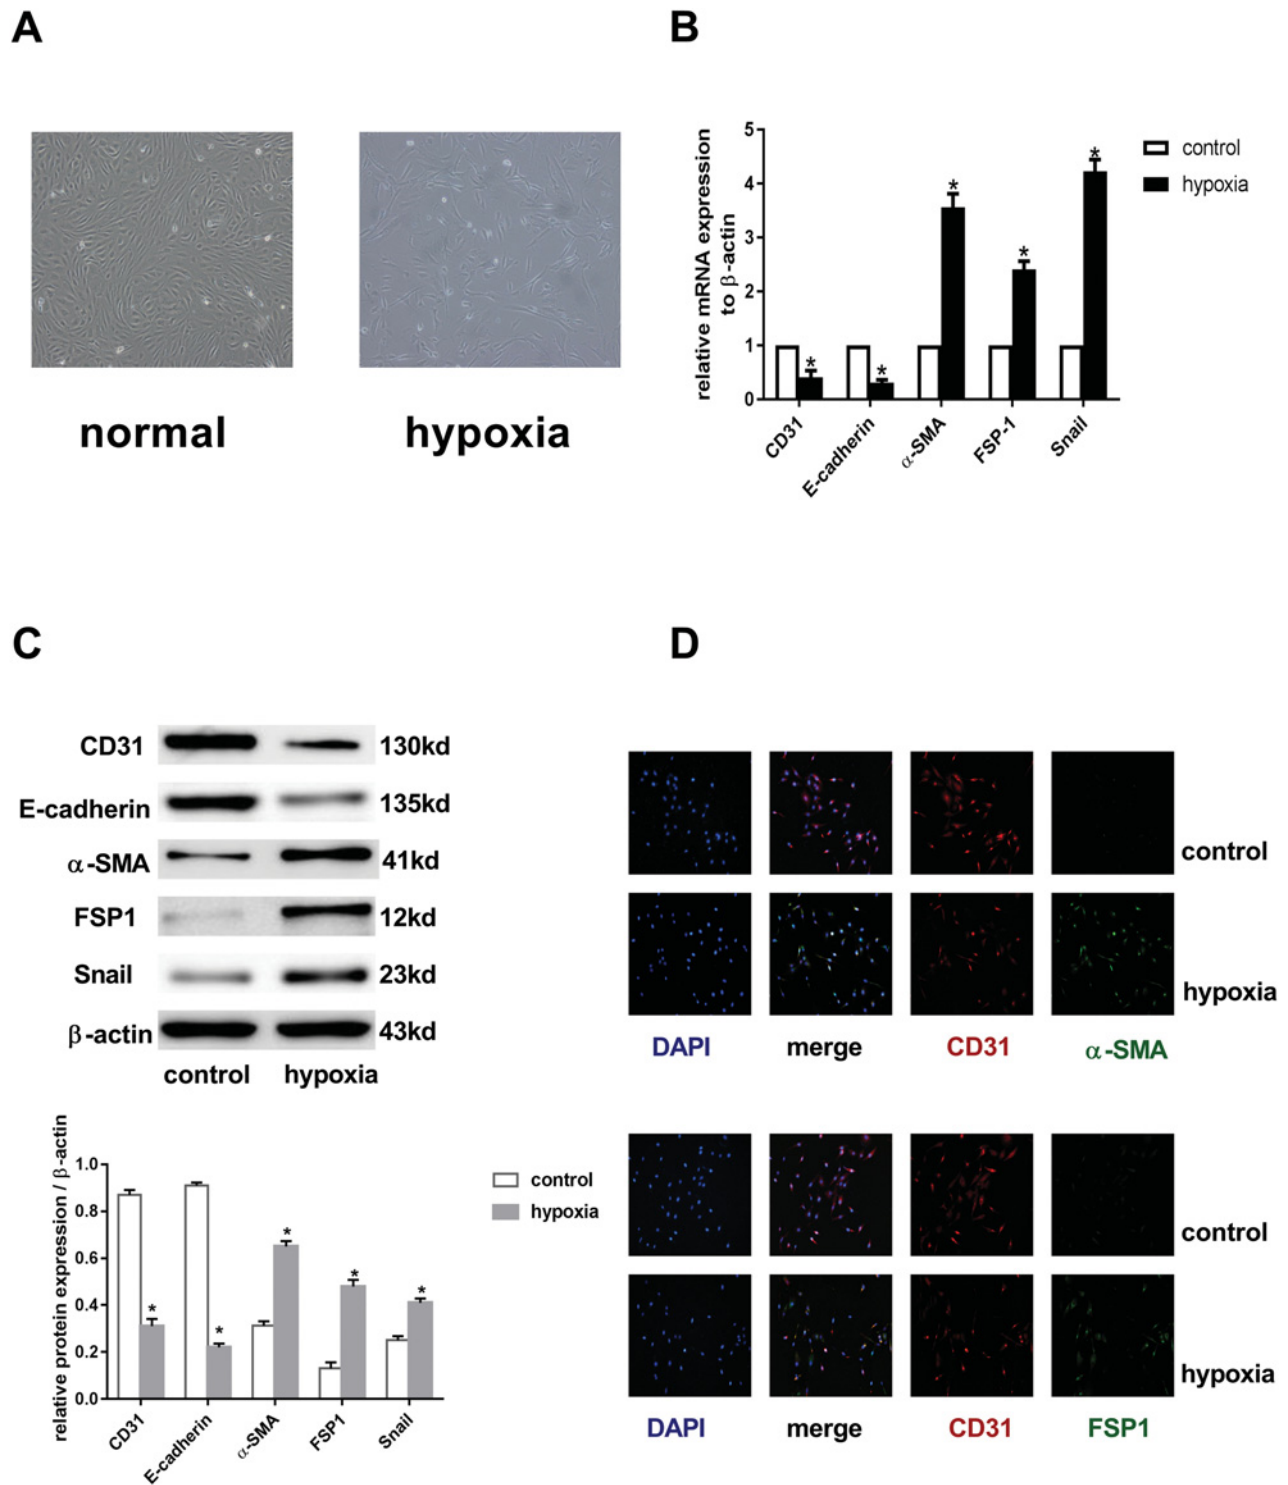 A
normal
hypoxia
B
relative mRNA expression
to β-actin
5
4
3
2
1
0
*
*
*
*
*
CD31
E-cadherin
α-SMA
FSP-1
Snail
control
hypoxia
C
CD31
130kd
E-cadherin
135kd
α-SMA
41kd
FSP1
12kd
Snail
23kd
β-actin
43kd
control
hypoxia
relative protein expression / β-actin
1.0
0.8
0.6
0.4
0.2
0.0
*
*
*
*
*
CD31
E-cadherin
α-SMA
FSP1
Snail
control
hypoxia
D
control
hypoxia
DAPI
merge
CD31
α-SMA
control
hypoxia
DAPI
merge
CD31
FSP1